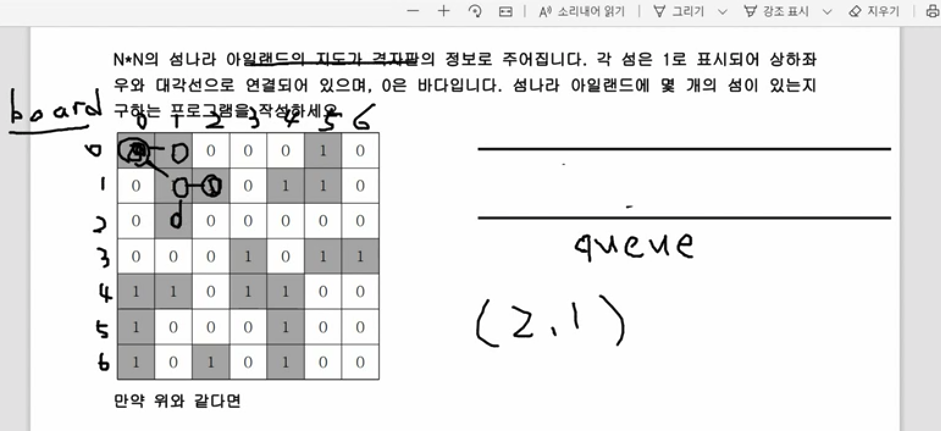 소리내어 읽기 그리기 강조 표시 지우기
N*N의 섬나라 아일랜드의 지도가 격자판의 정보로 주어집니다. 각 섬은 1로 표시되어 상하좌
우와 대각선으로 연결되어 있으며, 0은 바다입니다. 섬나라 아일랜드에 몇 개의 섬이 있는지
구하는 프로그램을 작성하세요
board
0 1 2 3 4 5 6
0 0 0 0 0 1 0
1 0 0 1 1 0
2 0 0 0 0 0 0
3 0 0 0 1 0 1 1
4 1 1 0 1 1 0 0
5 1 0 0 0 1 0 0
6 1 0 1 0 1 0 0
queue
(2,1)
만약 위와 같다면